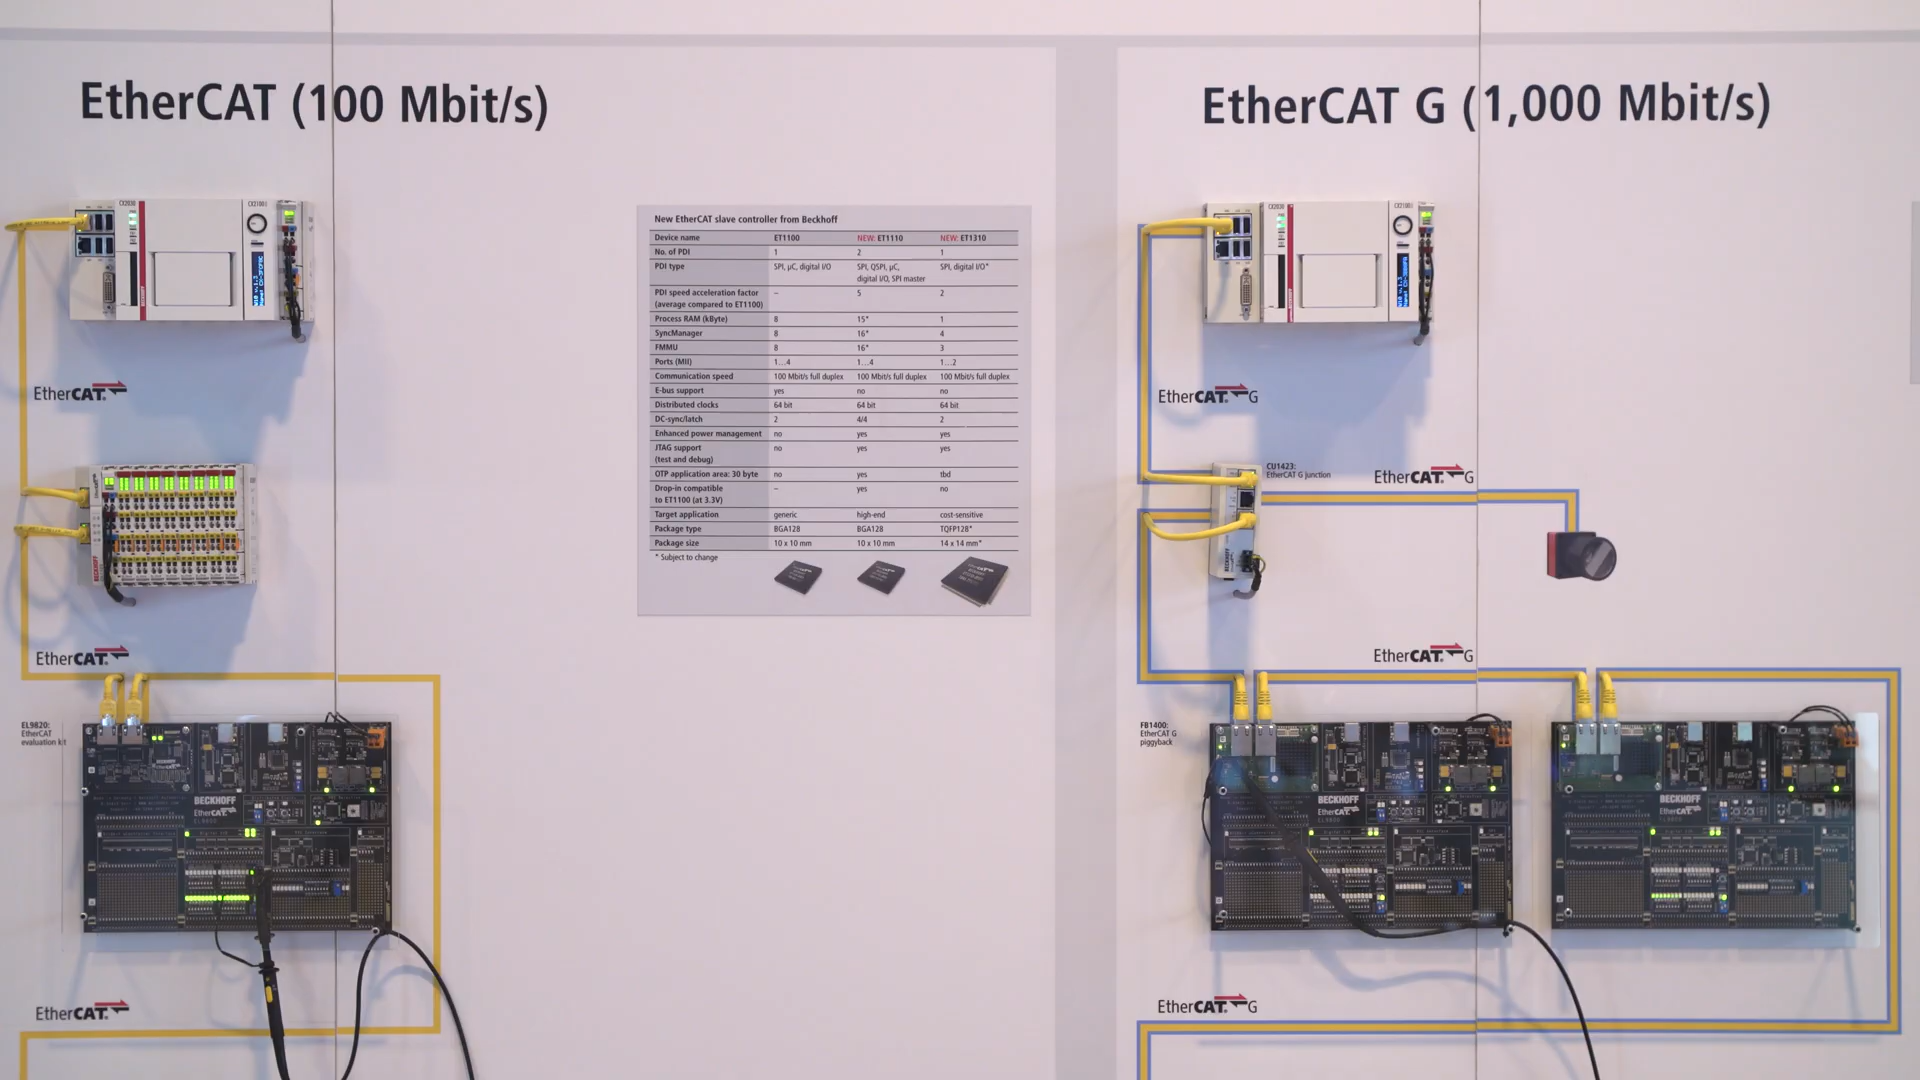 EtherCAT (100 Mbit/s)
EtherCAT G (1,000 Mbit/s)
CX2030
CX2100
CX2030
CX2100
New EtherCAT slave controller from Beckhoff
Device name ET1100 NEW: ET1110 NEW: ET1310
No. of PDI 1 2 1
PDI type SPI, µC, digital I/O SPI, QSPI, µC, SPI, digital I/O*
digital I/O, SPI master
PDI speed acceleration factor – 5 2
(average compared to ET1100)
Process RAM (kByte) 8 15* 1
SyncManager 8 16* 4
FMMU 8 16* 3
Ports (MII) 1…4 1…4 1…2
Communication speed 100 Mbit/s full duplex 100 Mbit/s full duplex 100 Mbit/s full duplex
E-bus support yes no no
Distributed clocks 64 bit 64 bit 64 bit
DC-sync/latch 2 4/4 2
Enhanced power management no yes yes
JTAG support no yes yes
(test and debug)
OTP application area: 30 byte no yes tbd
Drop-in compatible – yes no
to ET1100 (at 3.3V)
Target application generic high-end cost-sensitive
Package type BGA128 BGA128 TQFP128*
Package size 10 x 10 mm 10 x 10 mm 14 x 14 mm*
* Subject to change
EtherCAT®
EtherCAT® G
CU1423:
EtherCAT G junction
EtherCAT® G
BECKHOFF
BECKHOFF
EtherCAT®
EtherCAT® G
EL9820:
EtherCAT
evaluation kit
FB1400:
EtherCAT G
piggyback
BECKHOFF
EtherCAT
BECKHOFF
EtherCAT
BECKHOFF
EtherCAT
EtherCAT®
EtherCAT® G